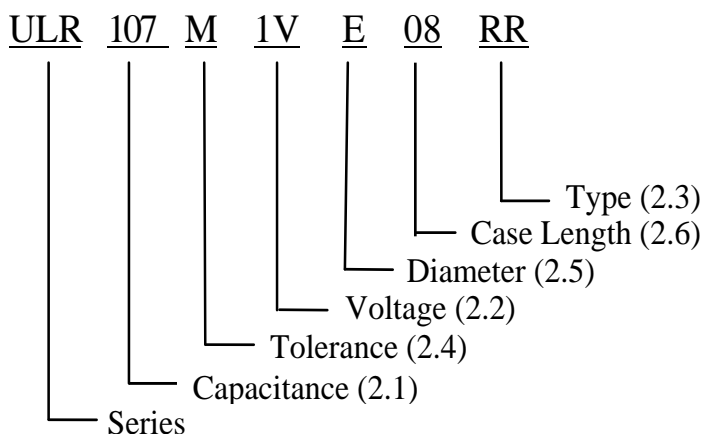 ULR 107 M 1V E 08 RR
Type (2.3)
Case Length (2.6)
Diameter (2.5)
Voltage (2.2)
Tolerance (2.4)
Capacitance (2.1)
Series